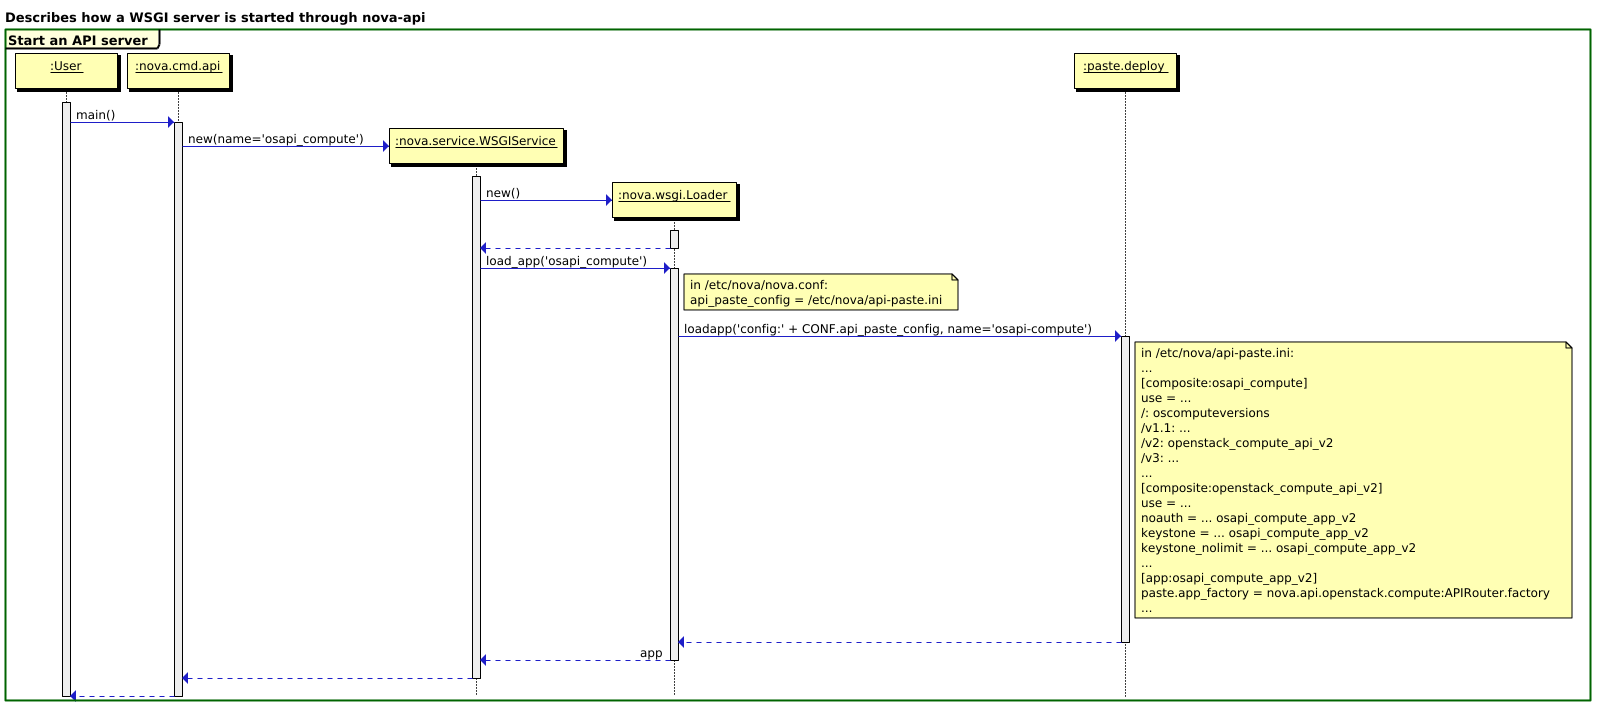 Describes how a WSGI server is started through nova-api
Start an API server
:User
:nova.cmd.api
:paste.deploy
main()
new(name='osapi_compute')
:nova.service.WSGIService
new()
:nova.wsgi.Loader
load_app('osapi_compute')
in /etc/nova/nova.conf:
api_paste_config = /etc/nova/api-paste.ini
loadapp('config:' + CONF.api_paste_config, name='osapi-compute')
in /etc/nova/api-paste.ini:
...
[composite:osapi_compute]
use = ...
/: oscomputeversions
/v1.1: ...
/v2: openstack_compute_api_v2
/v3: ...
...
[composite:openstack_compute_api_v2]
use = ...
noauth = ... osapi_compute_app_v2
keystone = ... osapi_compute_app_v2
keystone_nolimit = ... osapi_compute_app_v2
...
[app:osapi_compute_app_v2]
paste.app_factory = nova.api.openstack.compute:APIRouter.factory
...
app